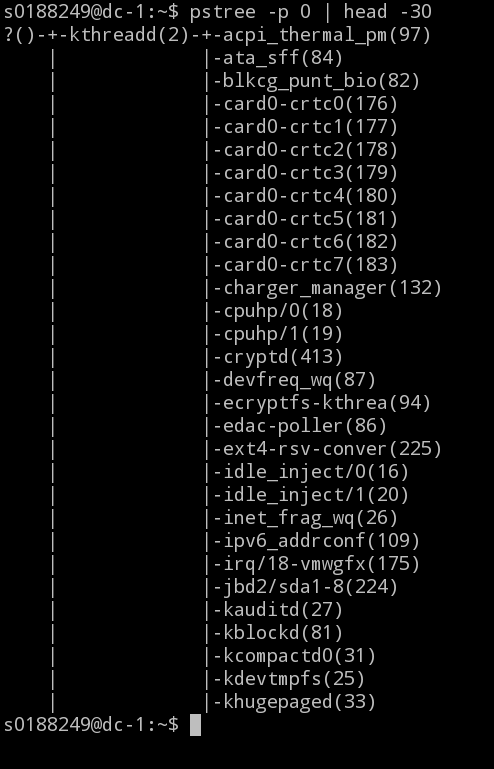 s0188249@dc-1:~$ pstree -p 0 | head -30
?()-+-kthreadd(2)-+-acpi_thermal_pm(97)
    |             |-ata_sff(84)
    |             |-blkcg_punt_bio(82)
    |             |-card0-crtc0(176)
    |             |-card0-crtc1(177)
    |             |-card0-crtc2(178)
    |             |-card0-crtc3(179)
    |             |-card0-crtc4(180)
    |             |-card0-crtc5(181)
    |             |-card0-crtc6(182)
    |             |-card0-crtc7(183)
    |             |-charger_manager(132)
    |             |-cpuhp/0(18)
    |             |-cpuhp/1(19)
    |             |-cryptd(413)
    |             |-devfreq_wq(87)
    |             |-ecryptfs-kthrea(94)
    |             |-edac-poller(86)
    |             |-ext4-rsv-conver(225)
    |             |-idle_inject/0(16)
    |             |-idle_inject/1(20)
    |             |-inet_frag_wq(26)
    |             |-ipv6_addrconf(109)
    |             |-irq/18-vmwgfx(175)
    |             |-jbd2/sda1-8(224)
    |             |-kauditd(27)
    |             |-kblockd(81)
    |             |-kcompactd0(31)
    |             |-kdevtmpfs(25)
    |             |-khugepaged(33)
s0188249@dc-1:~$